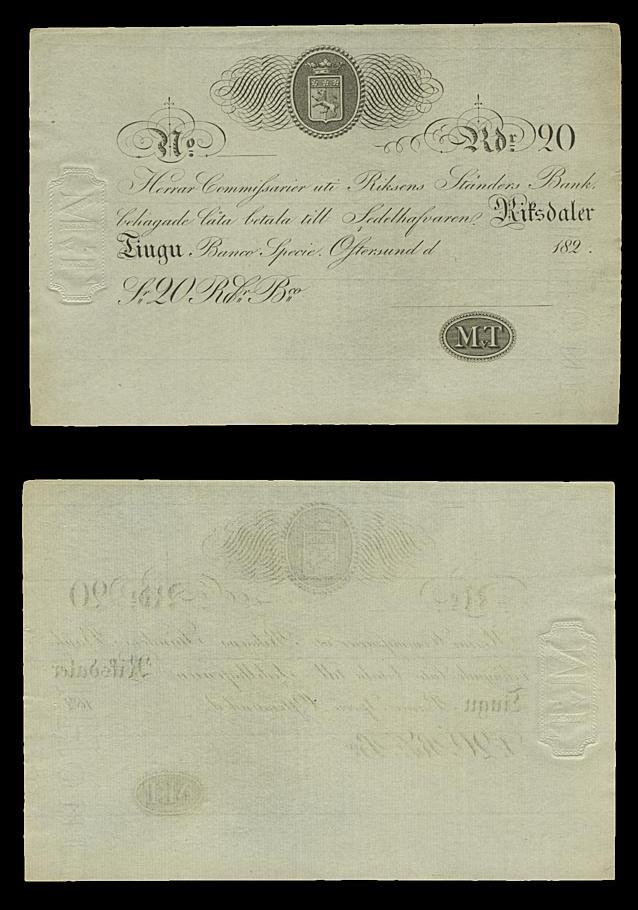 No Rdr 20
Herrar Commissarier uti Riksens Ständers Bank,
behagade låta betala till Sedelhafvaren, Riksdaler
Tiugu Banco Specie. Östersund d 182 .
Sr 20 Rdr Bco
M.T